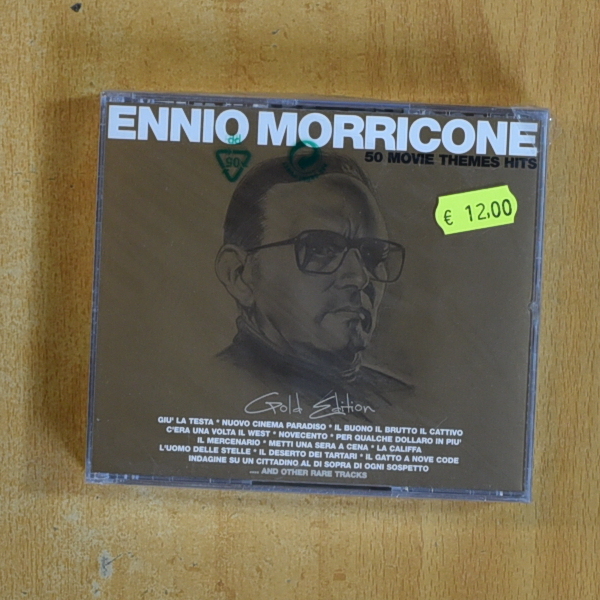 ENNIO MORRICONE
50 MOVIE THEMES HITS
€ 12,00
Gold Edition
GIU' LA TESTA * NUOVO CINEMA PARADISO * IL BUONO IL BRUTTO IL CATTIVO
C'ERA UNA VOLTA IL WEST * NOVECENTO * PER QUALCHE DOLLARO IN PIU'
IL MERCENARIO * METTI UNA SERA A CENA * LA CALIFFA
L'UOMO DELLE STELLE * IL DESERTO DEI TARTARI * IL GATTO A NOVE CODE
INDAGINE SU UN CITTADINO AL DI SOPRA DI OGNI SOSPETTO
.... AND OTHER RARE TRACKS